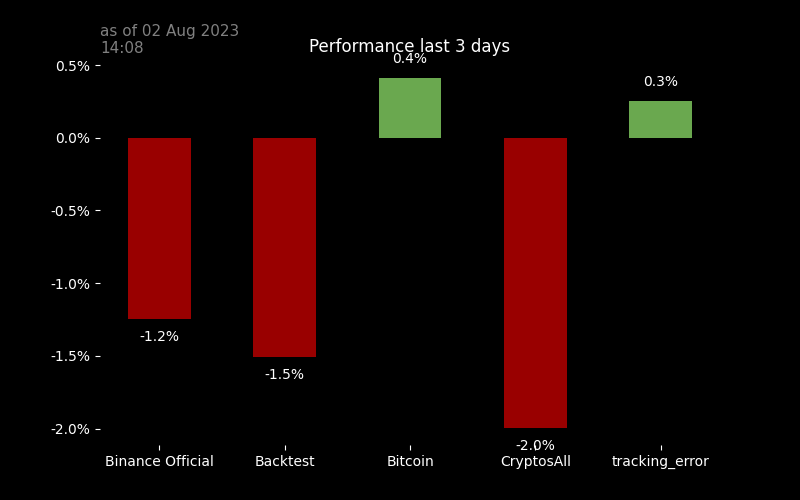 as of 02 Aug 2023
14:08
Performance last 3 days
0.5%
0.0%
-0.5%
-1.0%
-1.5%
-2.0%
-1.2%
-1.5%
0.4%
-2.0%
0.3%
Binance Official
Backtest
Bitcoin
CryptosAll
tracking_error